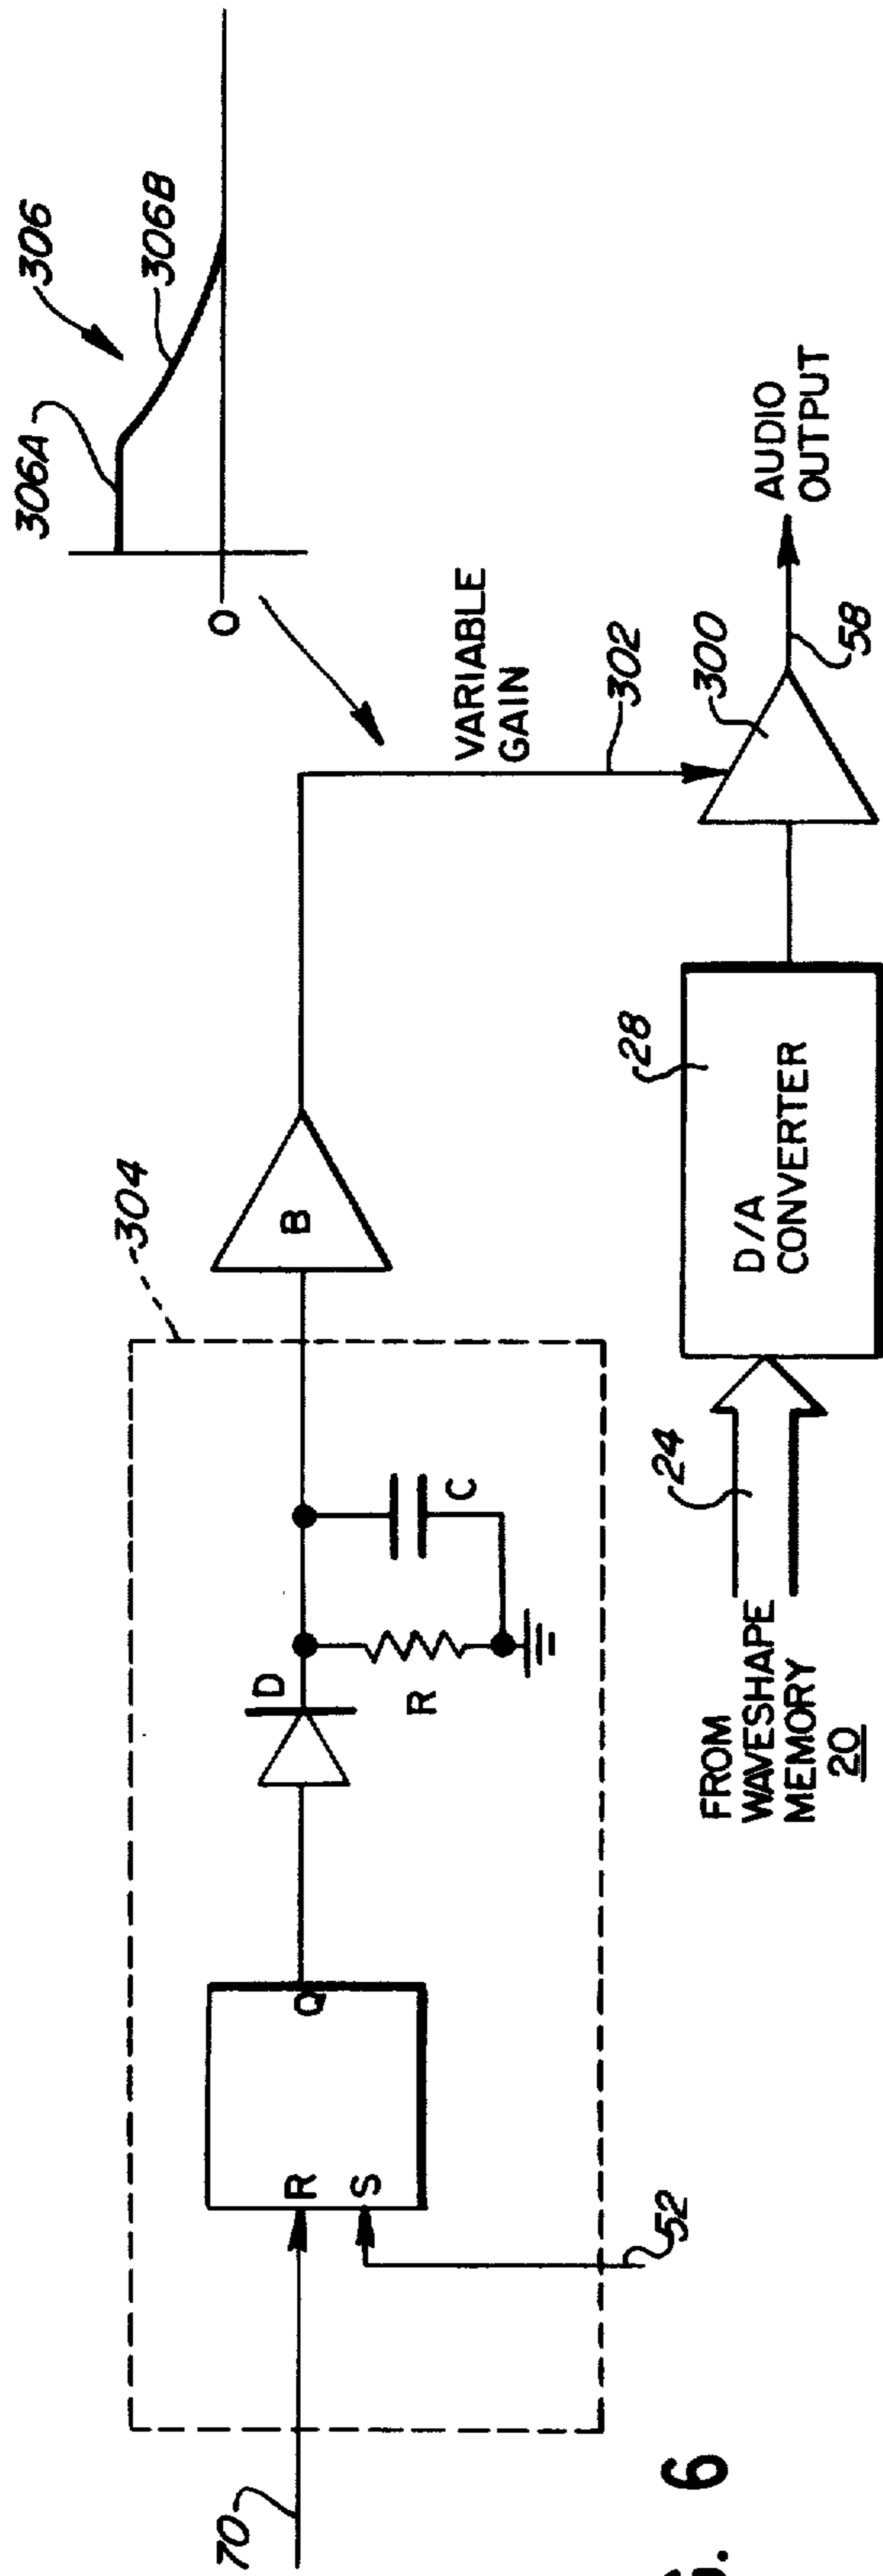 306
306A
306B
0
304
VARIABLE
GAIN
302
70
R
S
Q
52
D
R
C
B
FROM
WAVESHAPE
MEMORY
20
24
28
D/A
CONVERTER
300
58
AUDIO
OUTPUT
6